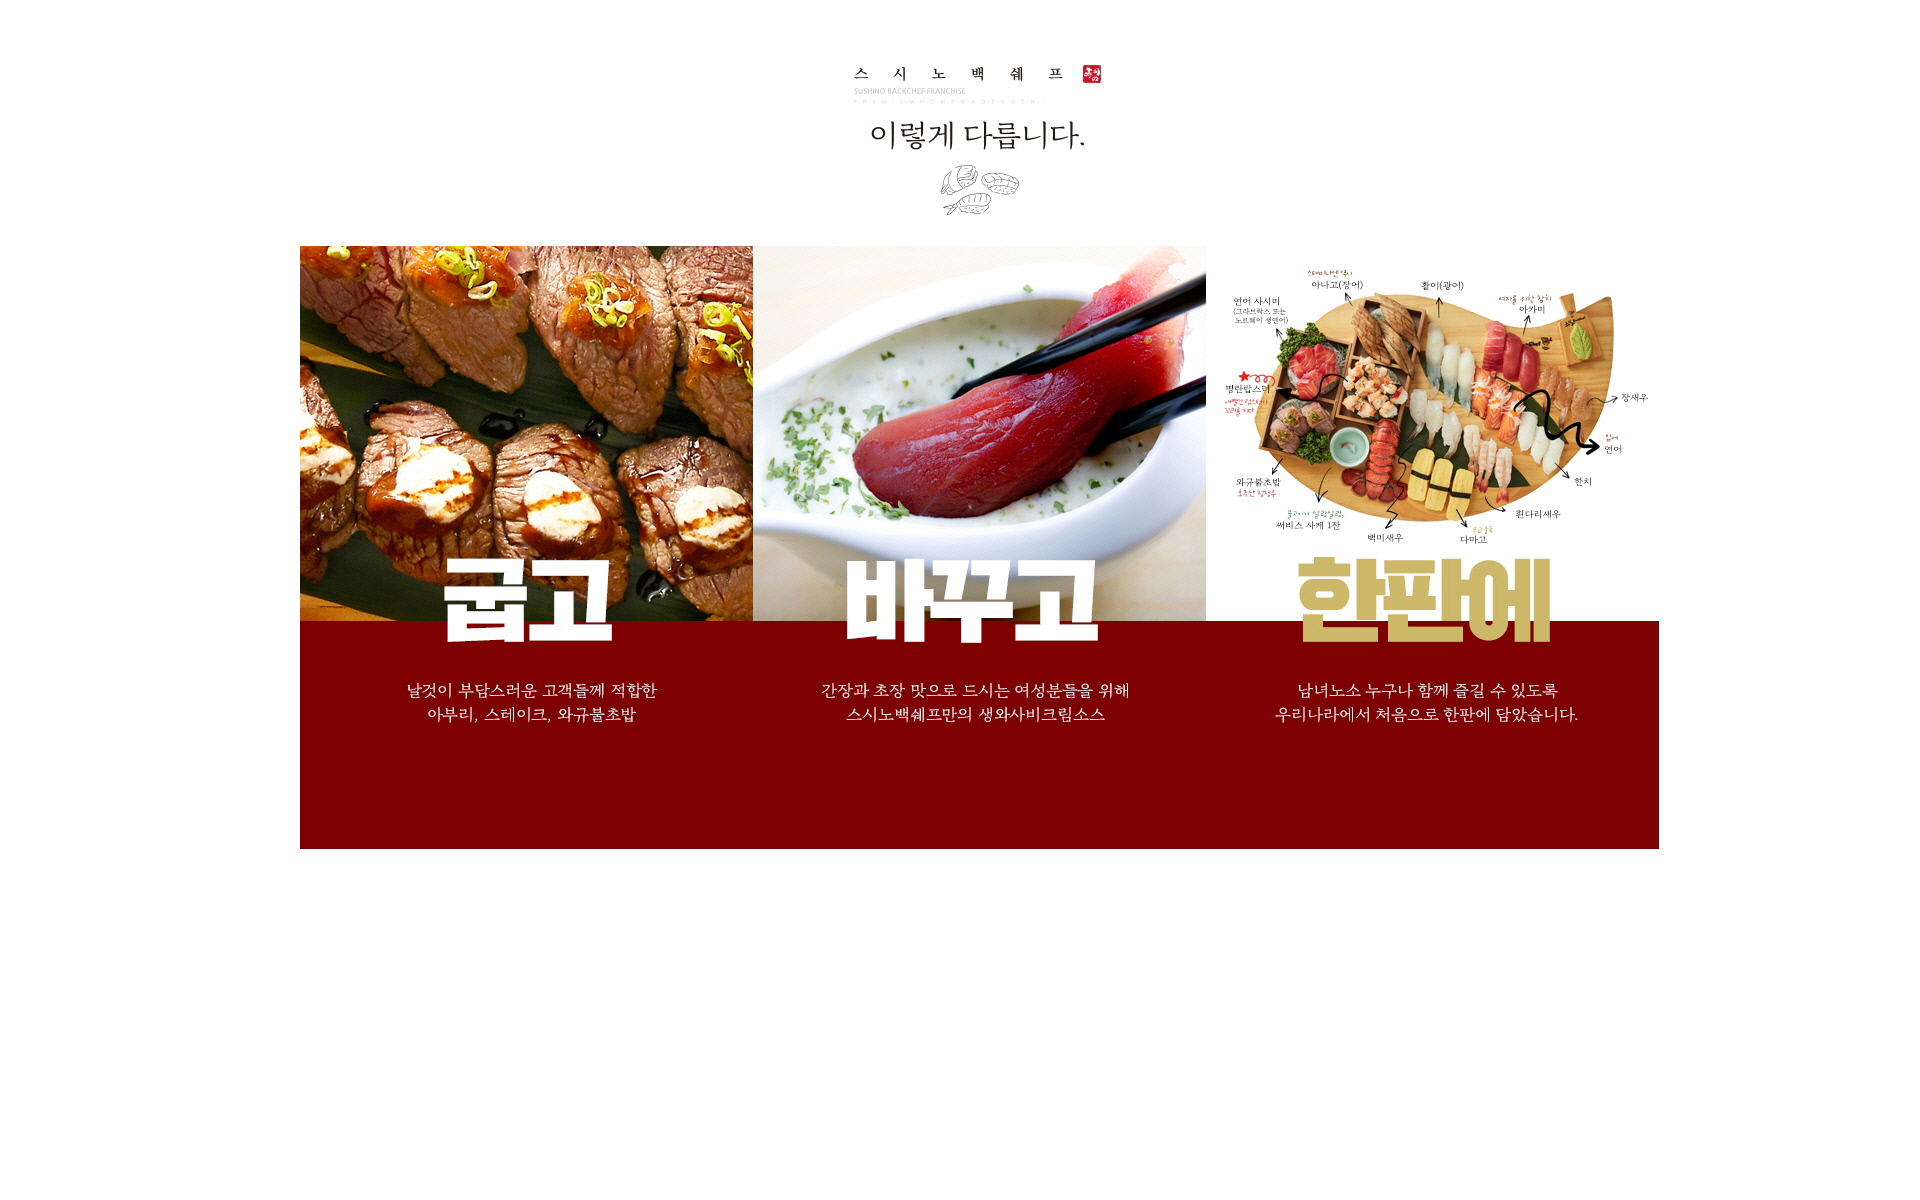 스시노백쉐프
SUSHINO BACKCHEF FRANCHISE
이렇게 다릅니다.
아나고(장어)
활어(광어)
아카미
연어 사시미
(그라브락스 또는
노르웨이 생연어)
명란랍스터
장새우
연어
한치
와규불초밥
호주산 청정우
흰다리새우
써비스 사케 1잔
백미새우
다마고
굽고
바꾸고
한판에
날것이 부담스러운 고객들께 적합한
아부리, 스테이크, 와규불초밥
간장과 초장 맛으로 드시는 여성분들을 위해
스시노백쉐프만의 생와사비크림소스
남녀노소 누구나 함께 즐길 수 있도록
우리나라에서 처음으로 한판에 담았습니다.